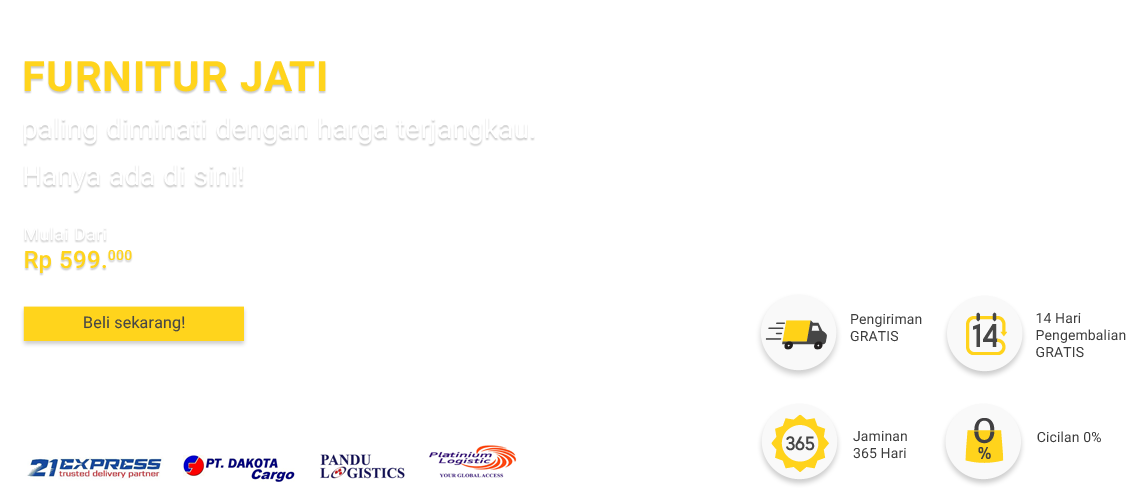 FURNITUR JATI
paling diminati dengan harga terjangkau.
Hanya ada di sini!
Mulai Dari
Rp 599.000
Beli sekarang!
Pengiriman
GRATIS
14
14 Hari
Pengembalian
GRATIS
365
Jaminan
365 Hari
0
%
Cicilan 0%
21EXPRESS
trusted delivery partner
PT. DAKOTA
Cargo
PANDU
LOGISTICS
Platinium
Logistic
YOUR GLOBAL ACCESS